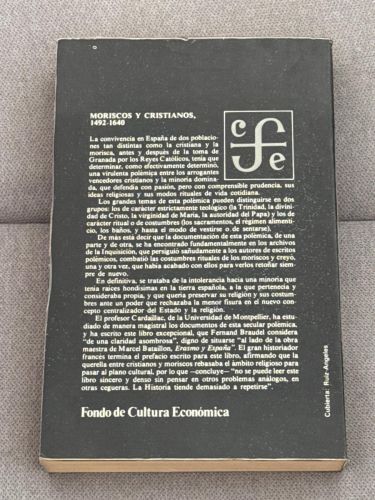 MORISCOS Y CRISTIANOS,
1492-1640
c f e
La convivencia en España de dos poblacio-
nes tan distintas como la cristiana y la
morisca, antes y después de la toma de
Granada por los Reyes Católicos, tenía que
determinar, como efectivamente determinó,
una virulenta polémica entre los arrogantes
vencedores cristianos y la minoría domina-
da, que defendía con pasión, pero con comprensible prudencia, sus
ideas religiosas y sus modos rituales de vida cotidiana.
Los grandes temas de esta polémica pueden distinguirse en dos
grupos: los de carácter estrictamente teológico (la Trinidad, la divini-
dad de Cristo, la virginidad de María, la autoridad del Papa) y los de
carácter ritual o de costumbres (los sacramentos, el régimen alimenti-
cio, los baños, y hasta el modo de vestirse o de sentarse).
De más está decir que la documentación de esta polémica, de una
parte y de otra, se ha encontrado fundamentalmente en los archivos
de la Inquisición, que persiguió sañudamente a los autores de escritos
polémicos, combatió las costumbres rituales de los moriscos y creyó,
una y otra vez, que había acabado con ellos para verlos retoñar siem-
pre de nuevo.
En definitiva, se trataba de la intolerancia hacia una minoría que
tenía raíces hondísimas en la tierra española, a la que pertenecía y
consideraba propia, y que quería preservar su religión y sus costum-
bres ante un poder que rechazaba la menor fisura en el nuevo con-
cepto centralizador del Estado y la religión.
El profesor Cardaillac, de la Universidad de Montpellier, ha estu-
diado de manera magistral los documentos de esta secular polémica,
y ha escrito este libro excepcional, que Fernand Braudel considera
"de una claridad asombrosa", digno de situarse "al lado de la obra
maestra de Marcel Bataillon, Erasmo y España". El gran historiador
francés termina el prefacio escrito para este libro, afirmando que la
querella entre cristianos y moriscos rebasaba el ámbito religioso para
pasar al plano cultural, por lo que —concluye— "no se puede leer este
libro sincero y denso sin pensar en otros problemas análogos, en
otras cegueras. La Historia tiende demasiado a repetirse".
Fondo de Cultura Económica
Cubierta: Ruiz Angeles